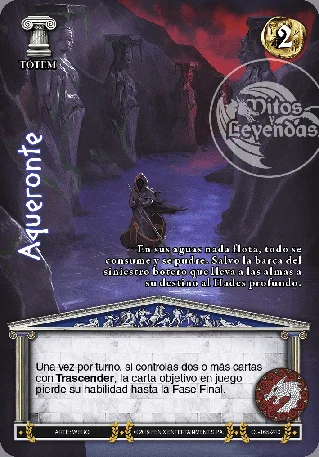 TÓTEM
2
Mitos y
Leyendas
Aqueronte
En sus aguas nada flota, todo se
consume y se pudre. Salvo la barca del
siniestro botero que lleva a las almas a
su destino al Hades profundo.
Una vez por turno, si controlas dos o más cartas
con Trascender, la carta objetivo en juego
pierde su habilidad hasta la Fase Final.